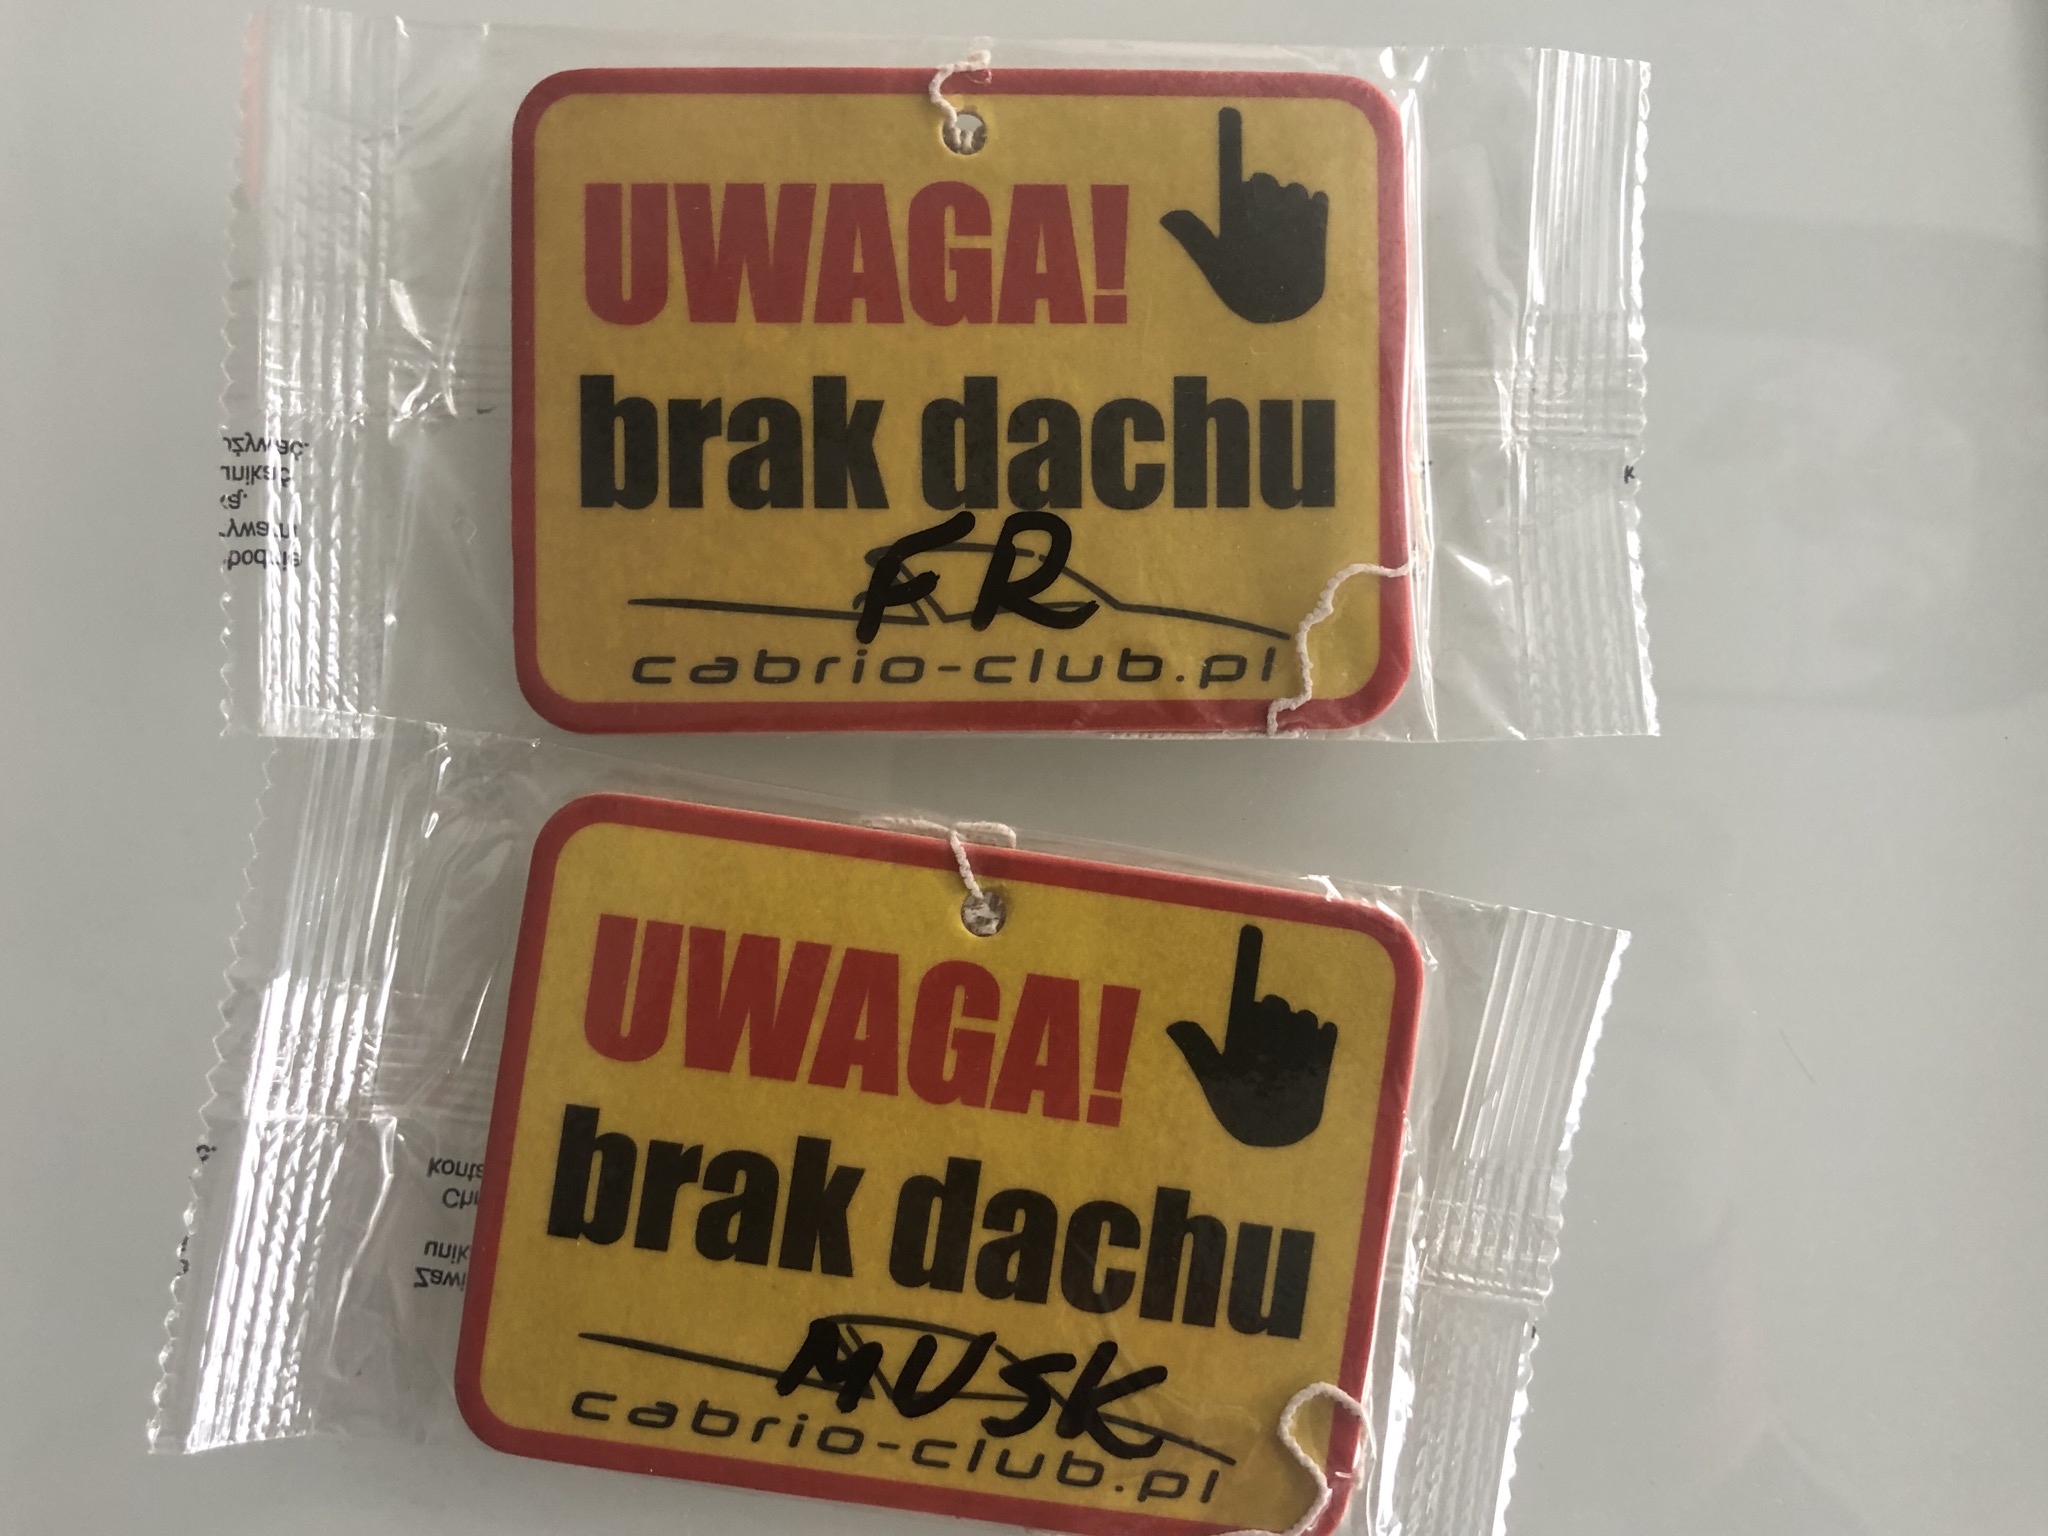 UWAGA!
brak dachu
FR
cabrio-club.pl
UWAGA!
brak dachu
MUSK
cabrio-club.pl